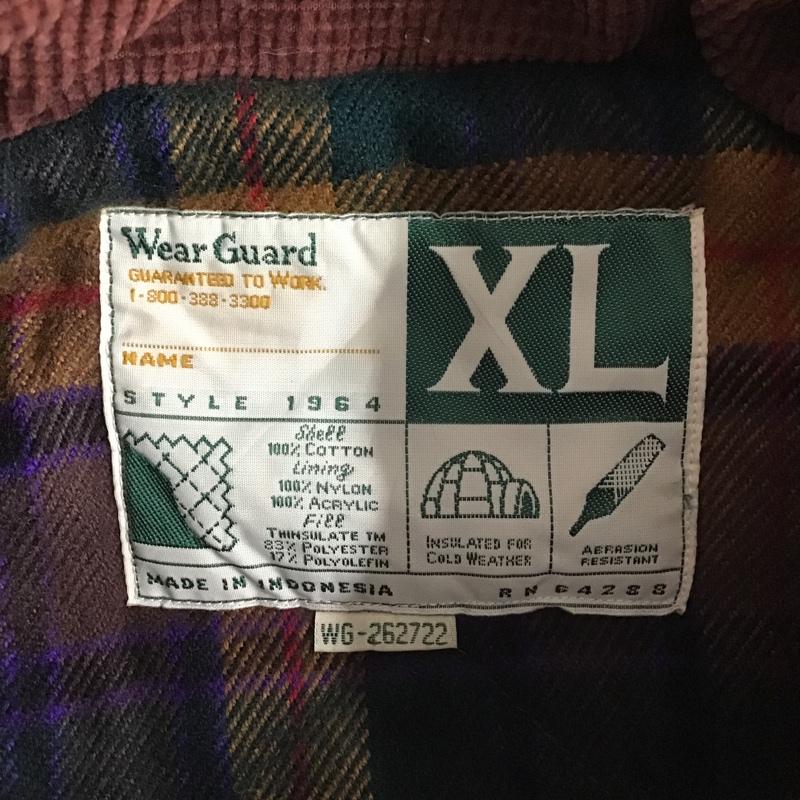 Wear Guard
GUARANTEED TO WORK.
1-800-388-3300
NAME
STYLE 1964
XL
Shell
100% COTTON
Lining
100% NYLON
100% ACRYLIC
Fill
THINSULATE TM
83% POLYESTER
17% POLYOLEFIN
INSULATED FOR
COLD WEATHER
ABRASION
RESISTANT
MADE IN INDONESIA
RN 64288
WG-262722